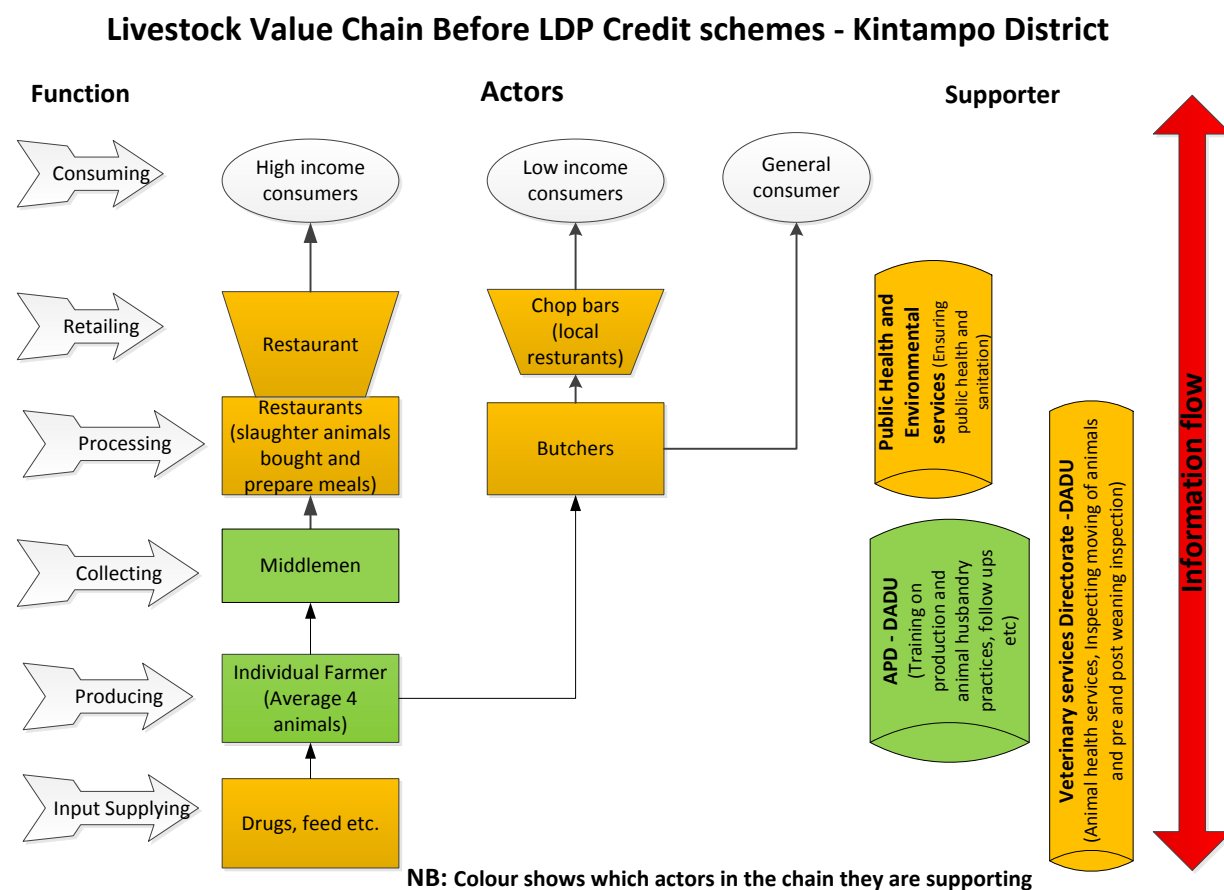 Livestock Value Chain Before LDP Credit schemes - Kintampo District
Function
Actors
Supporter
Consuming
High income
consumers
Low income
consumers
General
consumer
Retailing
Restaurant
Chop bars
(local
resturants)
Processing
Restaurants
(slaughter animals
bought and
prepare meals)
Butchers
Collecting
Middlemen
Producing
Individual Farmer
(Average 4
animals)
Input Supplying
Drugs, feed etc.
Public Health and
Environmental
services (Ensuring
public health and
sanitation)
APD - DADU
(Training on
production and
animal husbandry
practices, follow ups
etc)
Veterinary services Directorate -DADU
(Animal health services, Inspecting moving of animals
and pre and post weaning inspection)
Information flow
NB: Colour shows which actors in the chain they are supporting